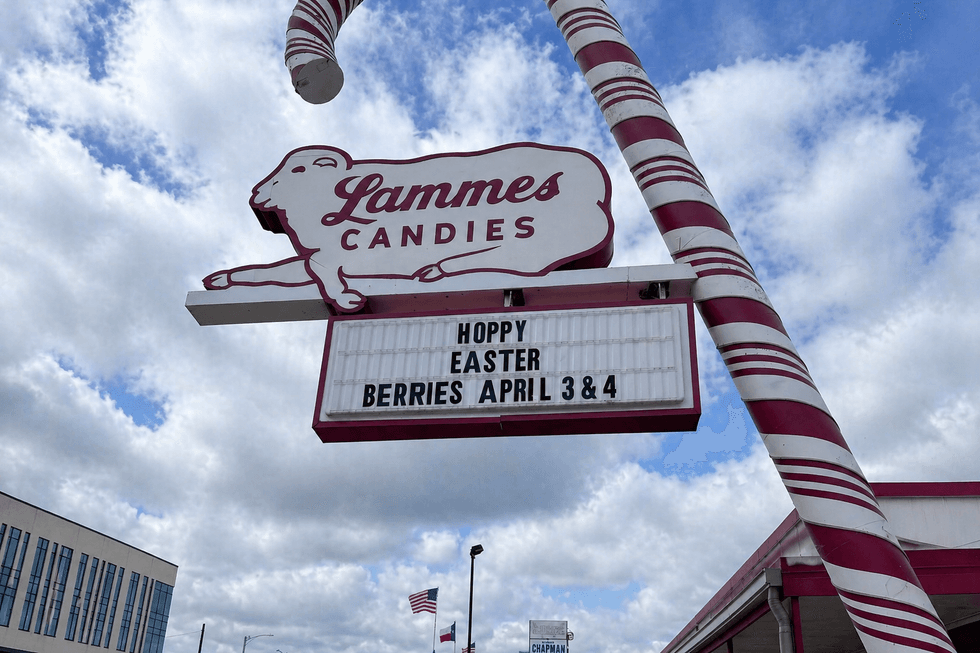 Lammes
CANDIES
HOPPY
EASTER
BERRIES APRIL 3 & 4
CHAPMAN